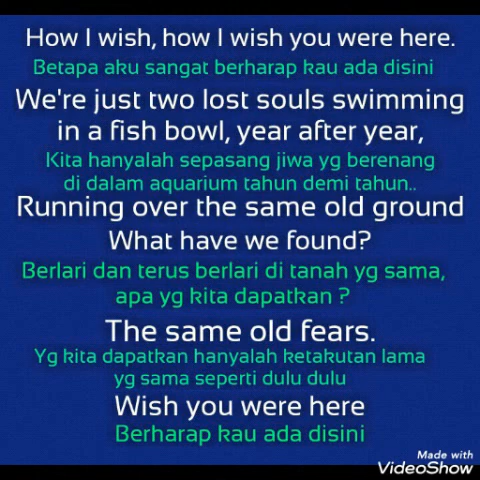 How I wish, how I wish you were here.
Betapa aku sangat berharap kau ada disini
We're just two lost souls swimming
in a fish bowl, year after year,
Kita hanyalah sepasang jiwa yg berenang
di dalam aquarium tahun demi tahun..
Running over the same old ground
What have we found?
Berlari dan terus berlari di tanah yg sama,
apa yg kita dapatkan ?
The same old fears.
Yg kita dapatkan hanyalah ketakutan lama
yg sama seperti dulu dulu
Wish you were here
Berharap kau ada disini
Made with
VideoShow